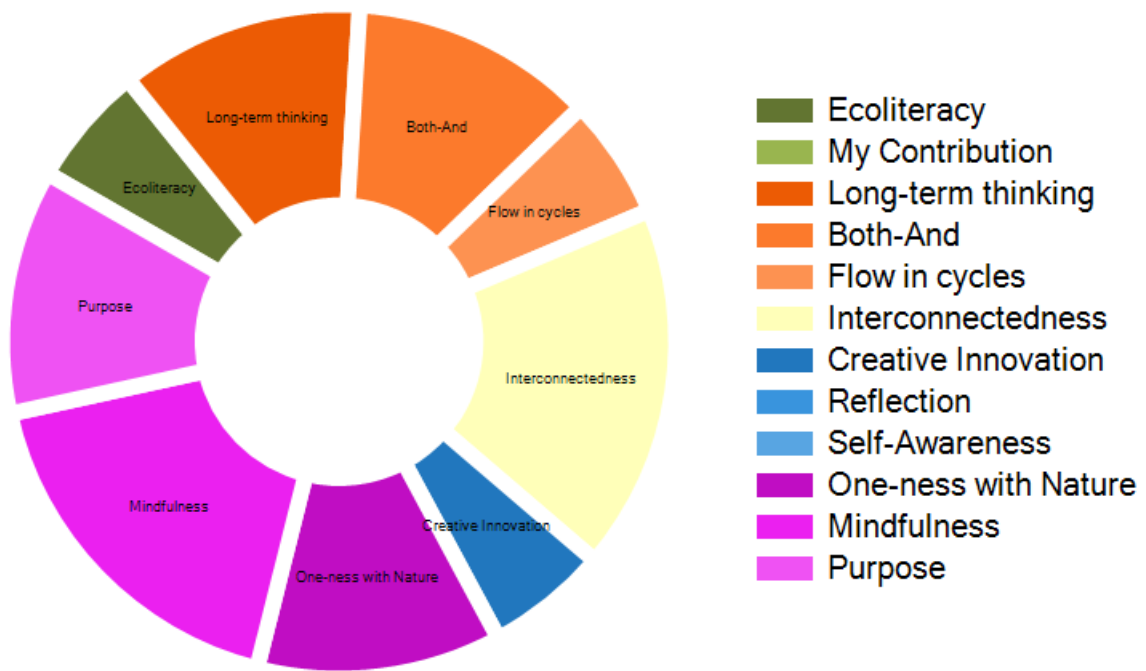 Long-term thinking
Both-And
Ecoliteracy
Flow in cycles
Purpose
Interconnectedness
Mindfulness
Creative Innovation
One-ness with Nature
Ecoliteracy
My Contribution
Long-term thinking
Both-And
Flow in cycles
Interconnectedness
Creative Innovation
Reflection
Self-Awareness
One-ness with Nature
Mindfulness
Purpose